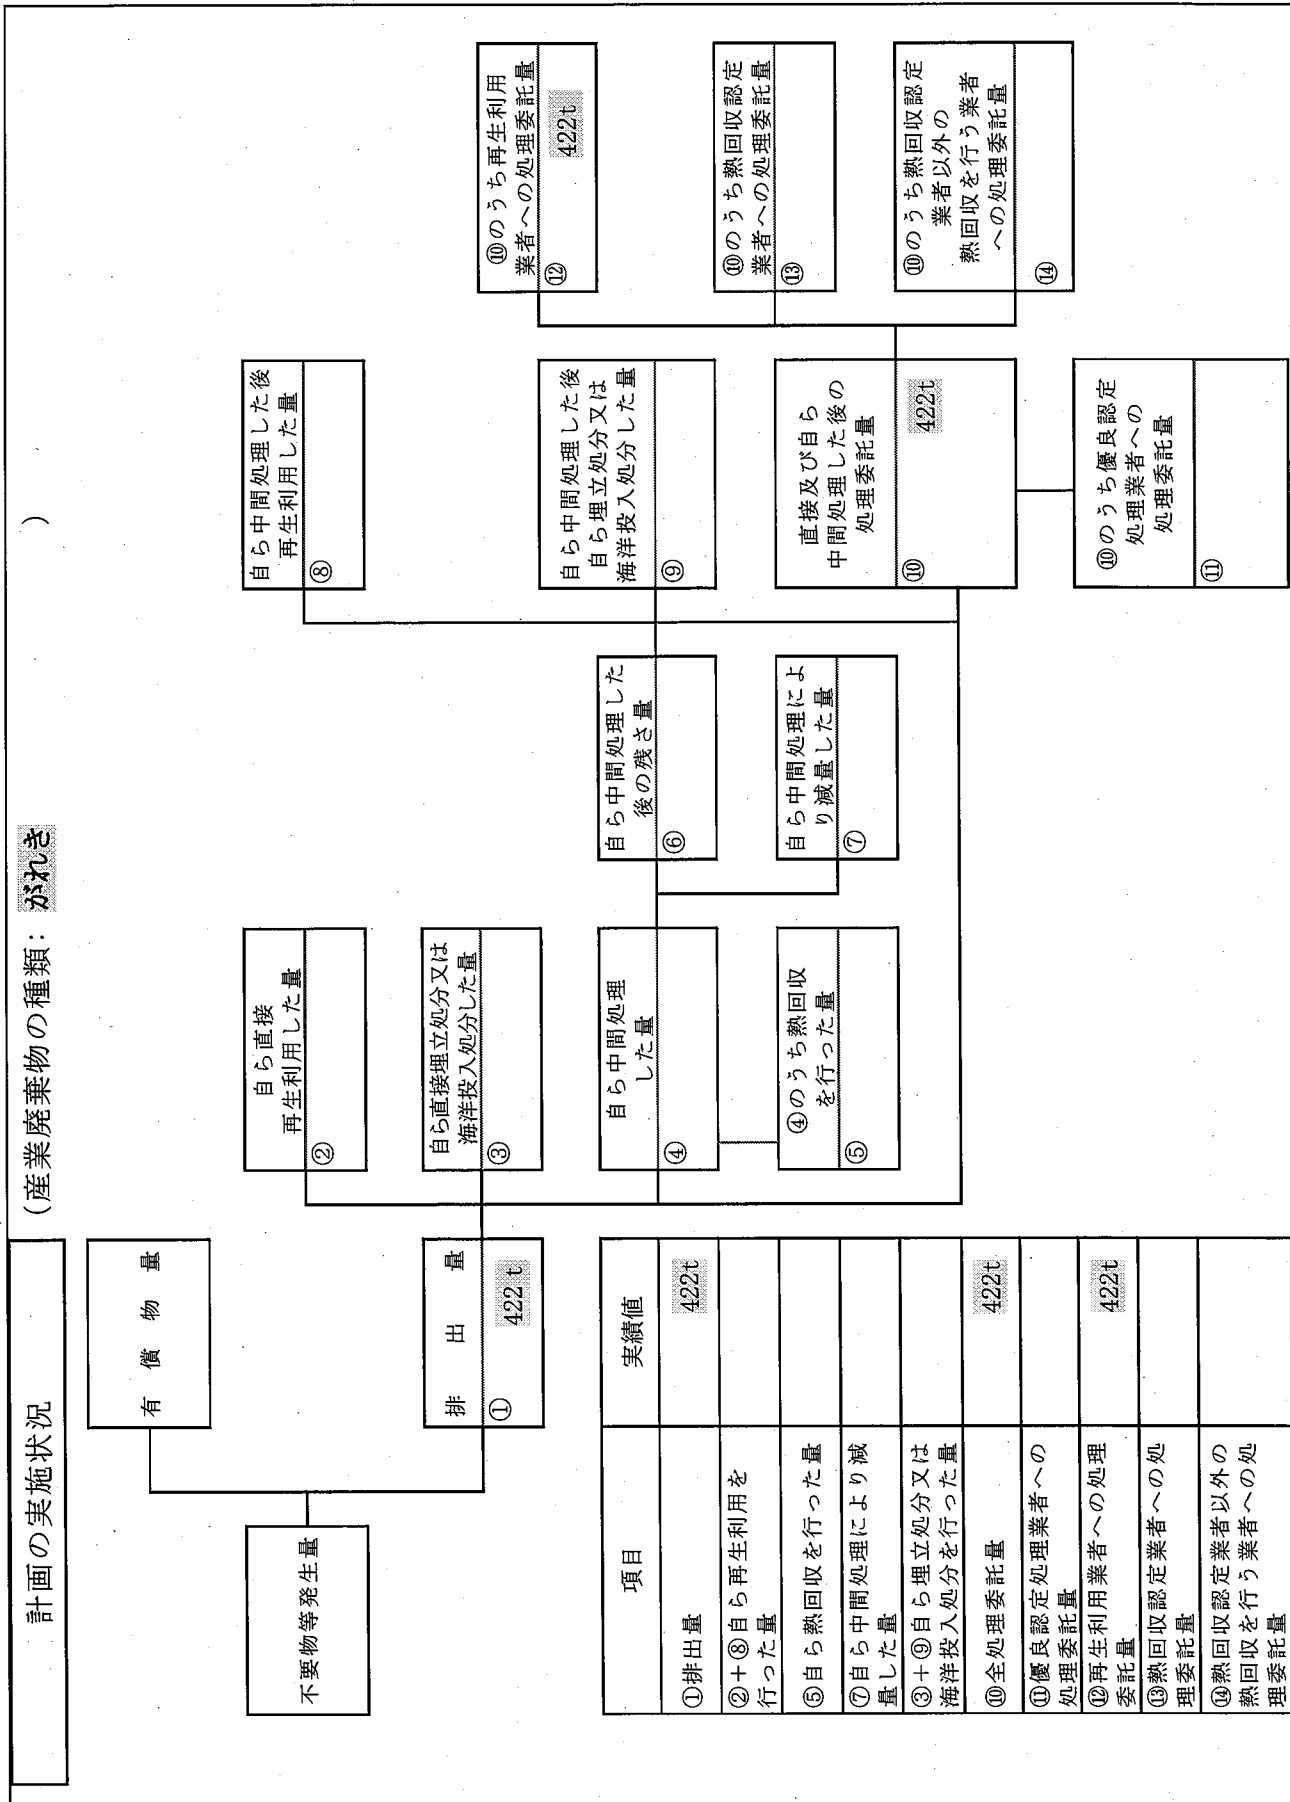 計画の実施状況
(産業廃棄物の種類: がれき )
不要物等発生量
有償物量
排出量
① 422 t
自ら直接
再生利用した量
②
自ら直接埋立処分又は
海洋投入処分した量
③
自ら中間処理
した量
④
④のうち熱回収
を行った量
⑤
自ら中間処理した
後の残さ量
⑥
自ら中間処理によ
り減量した量
⑦
自ら中間処理した後
再生利用した量
⑧
自ら中間処理した後
自ら埋立処分又は
海洋投入処分した量
⑨
直接及び自ら
中間処理した後の
処理委託量
⑩ 422t
⑩のうち優良認定
処理業者への
処理委託量
⑪
⑩のうち再生利用
業者への処理委託量
⑫ 422t
⑩のうち熱回収認定
業者への処理委託量
⑬
⑩のうち熱回収認定
業者以外の
熱回収を行う業者
への処理委託量
⑭
項目 実績値
①排出量 422t
②+⑧自ら再生利用を
行った量
⑤自ら熱回収を行った量
⑦自ら中間処理により減
量した量
③+⑨自ら埋立処分又は
海洋投入処分を行った量
⑩全処理委託量 422t
⑪優良認定処理業者への
処理委託量
⑫再生利用業者への処理
委託量 422t
⑬熱回収認定業者への処
理委託量
⑭熱回収認定業者以外の
熱回収を行う業者への処
理委託量